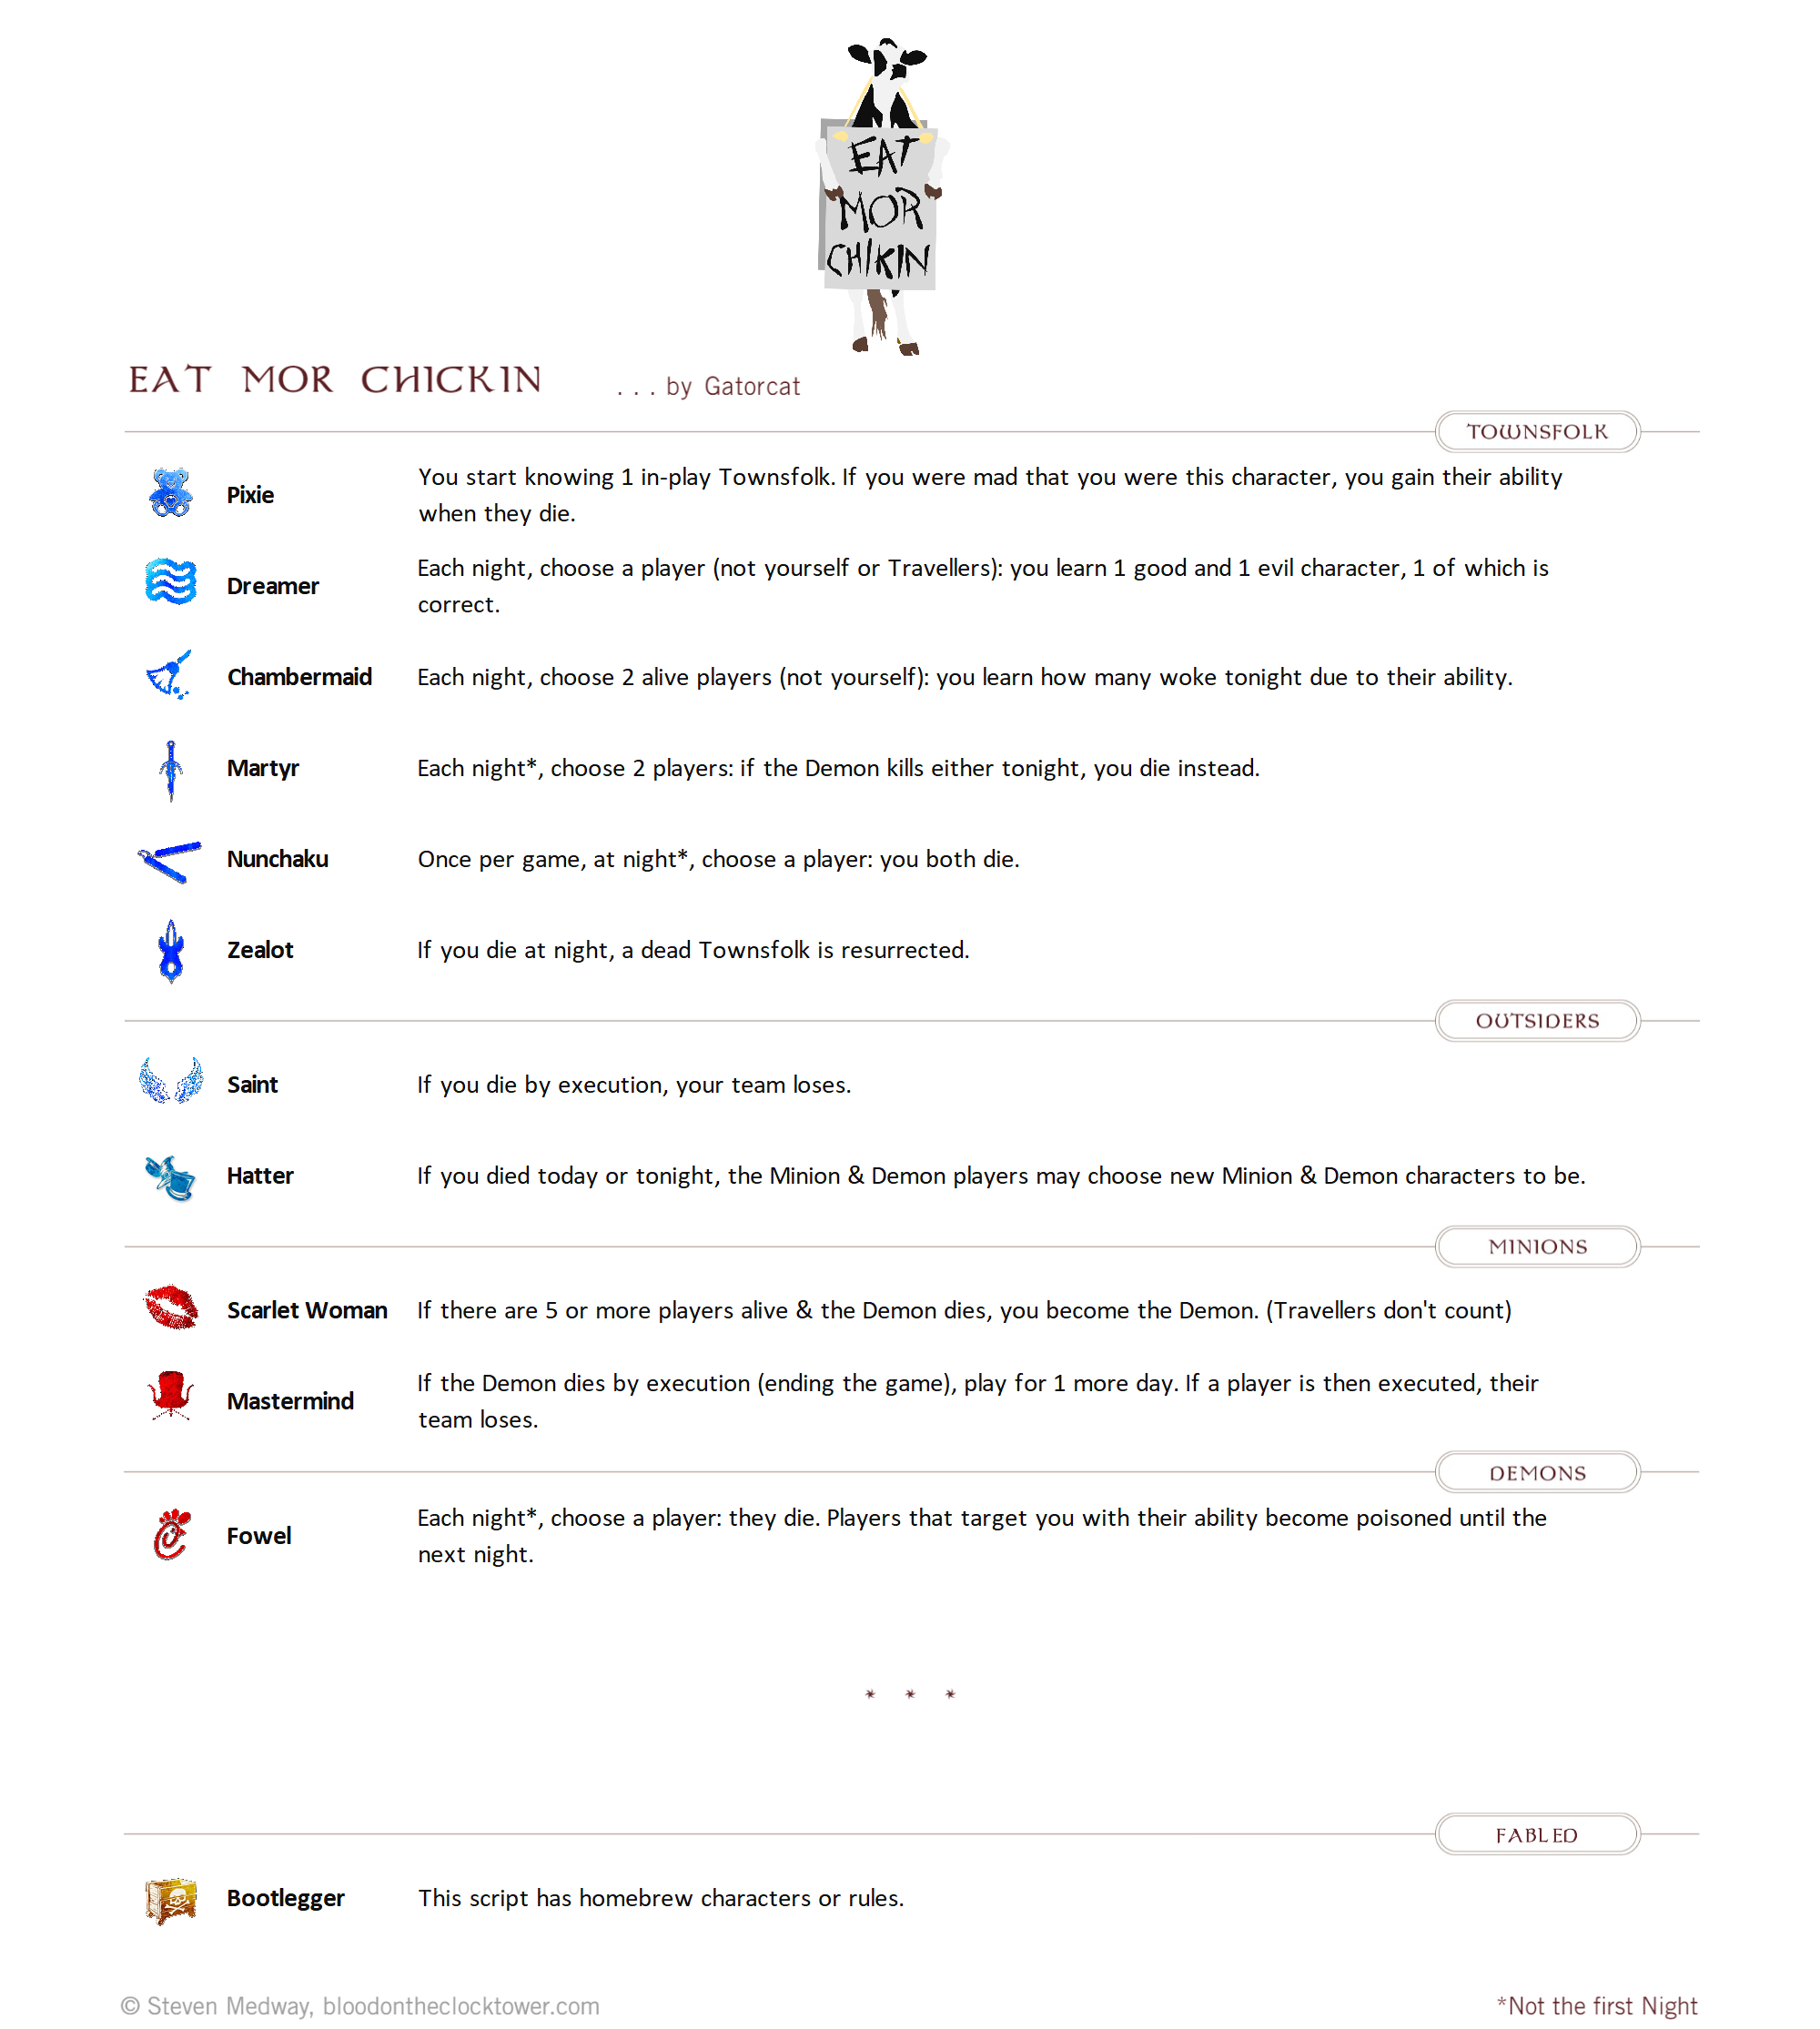 EAT
MOR
CHIKIN
EAT MOR CHICKIN ... by Gatorcat
TOWNSFOLK
Pixie You start knowing 1 in-play Townsfolk. If you were mad that you were this character, you gain their ability
when they die.
Dreamer Each night, choose a player (not yourself or Travellers): you learn 1 good and 1 evil character, 1 of which is
correct.
Chambermaid Each night, choose 2 alive players (not yourself): you learn how many woke tonight due to their ability.
Martyr Each night*, choose 2 players: if the Demon kills either tonight, you die instead.
Nunchaku Once per game, at night*, choose a player: you both die.
Zealot If you die at night, a dead Townsfolk is resurrected.
OUTSIDERS
Saint If you die by execution, your team loses.
Hatter If you died today or tonight, the Minion & Demon players may choose new Minion & Demon characters to be.
MINIONS
Scarlet Woman If there are 5 or more players alive & the Demon dies, you become the Demon. (Travellers don't count)
Mastermind If the Demon dies by execution (ending the game), play for 1 more day. If a player is then executed, their
team loses.
DEMONS
Fowel Each night*, choose a player: they die. Players that target you with their ability become poisoned until the
next night.
* * *
FABLED
Bootlegger This script has homebrew characters or rules.
© Steven Medway, bloodontheclocktower.com *Not the first Night